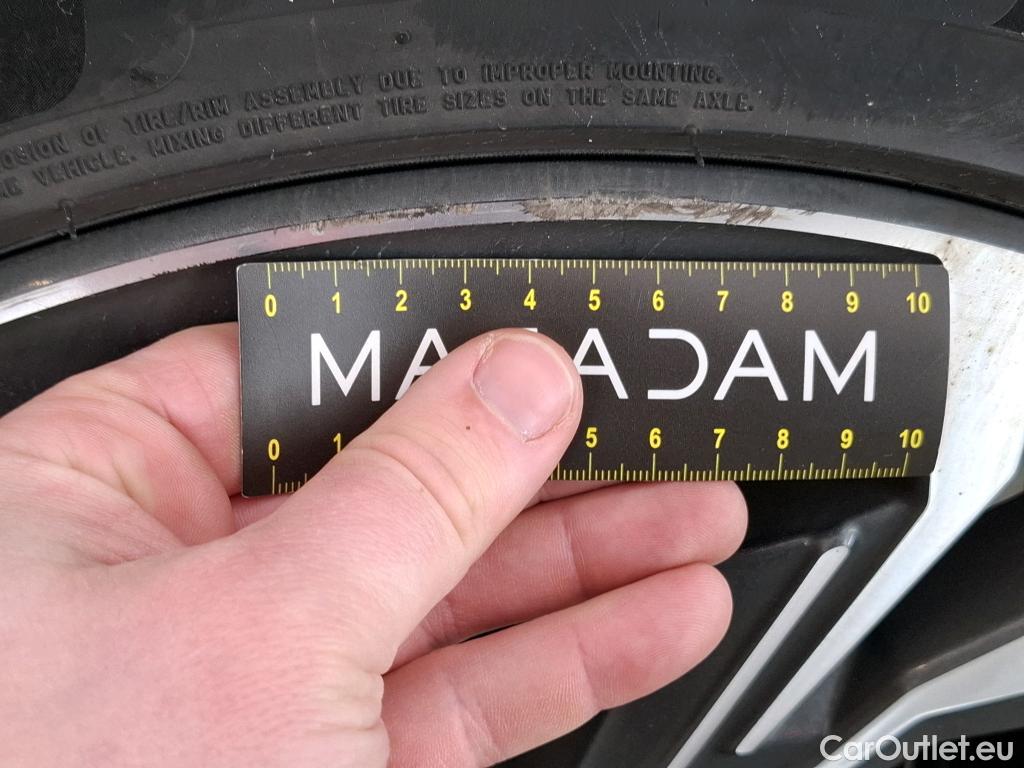 OSION OF TIRE/RIM ASSEMBLY DUE TO IMPROPER MOUNTING.
VEHICLE. MIXING DIFFERENT TIRE SIZES ON THE SAME AXLE.
0 1 2 3 4 5 6 7 8 9 10
MA ADAM
0 1 5 6 7 8 9 10
CarOutlet.eu